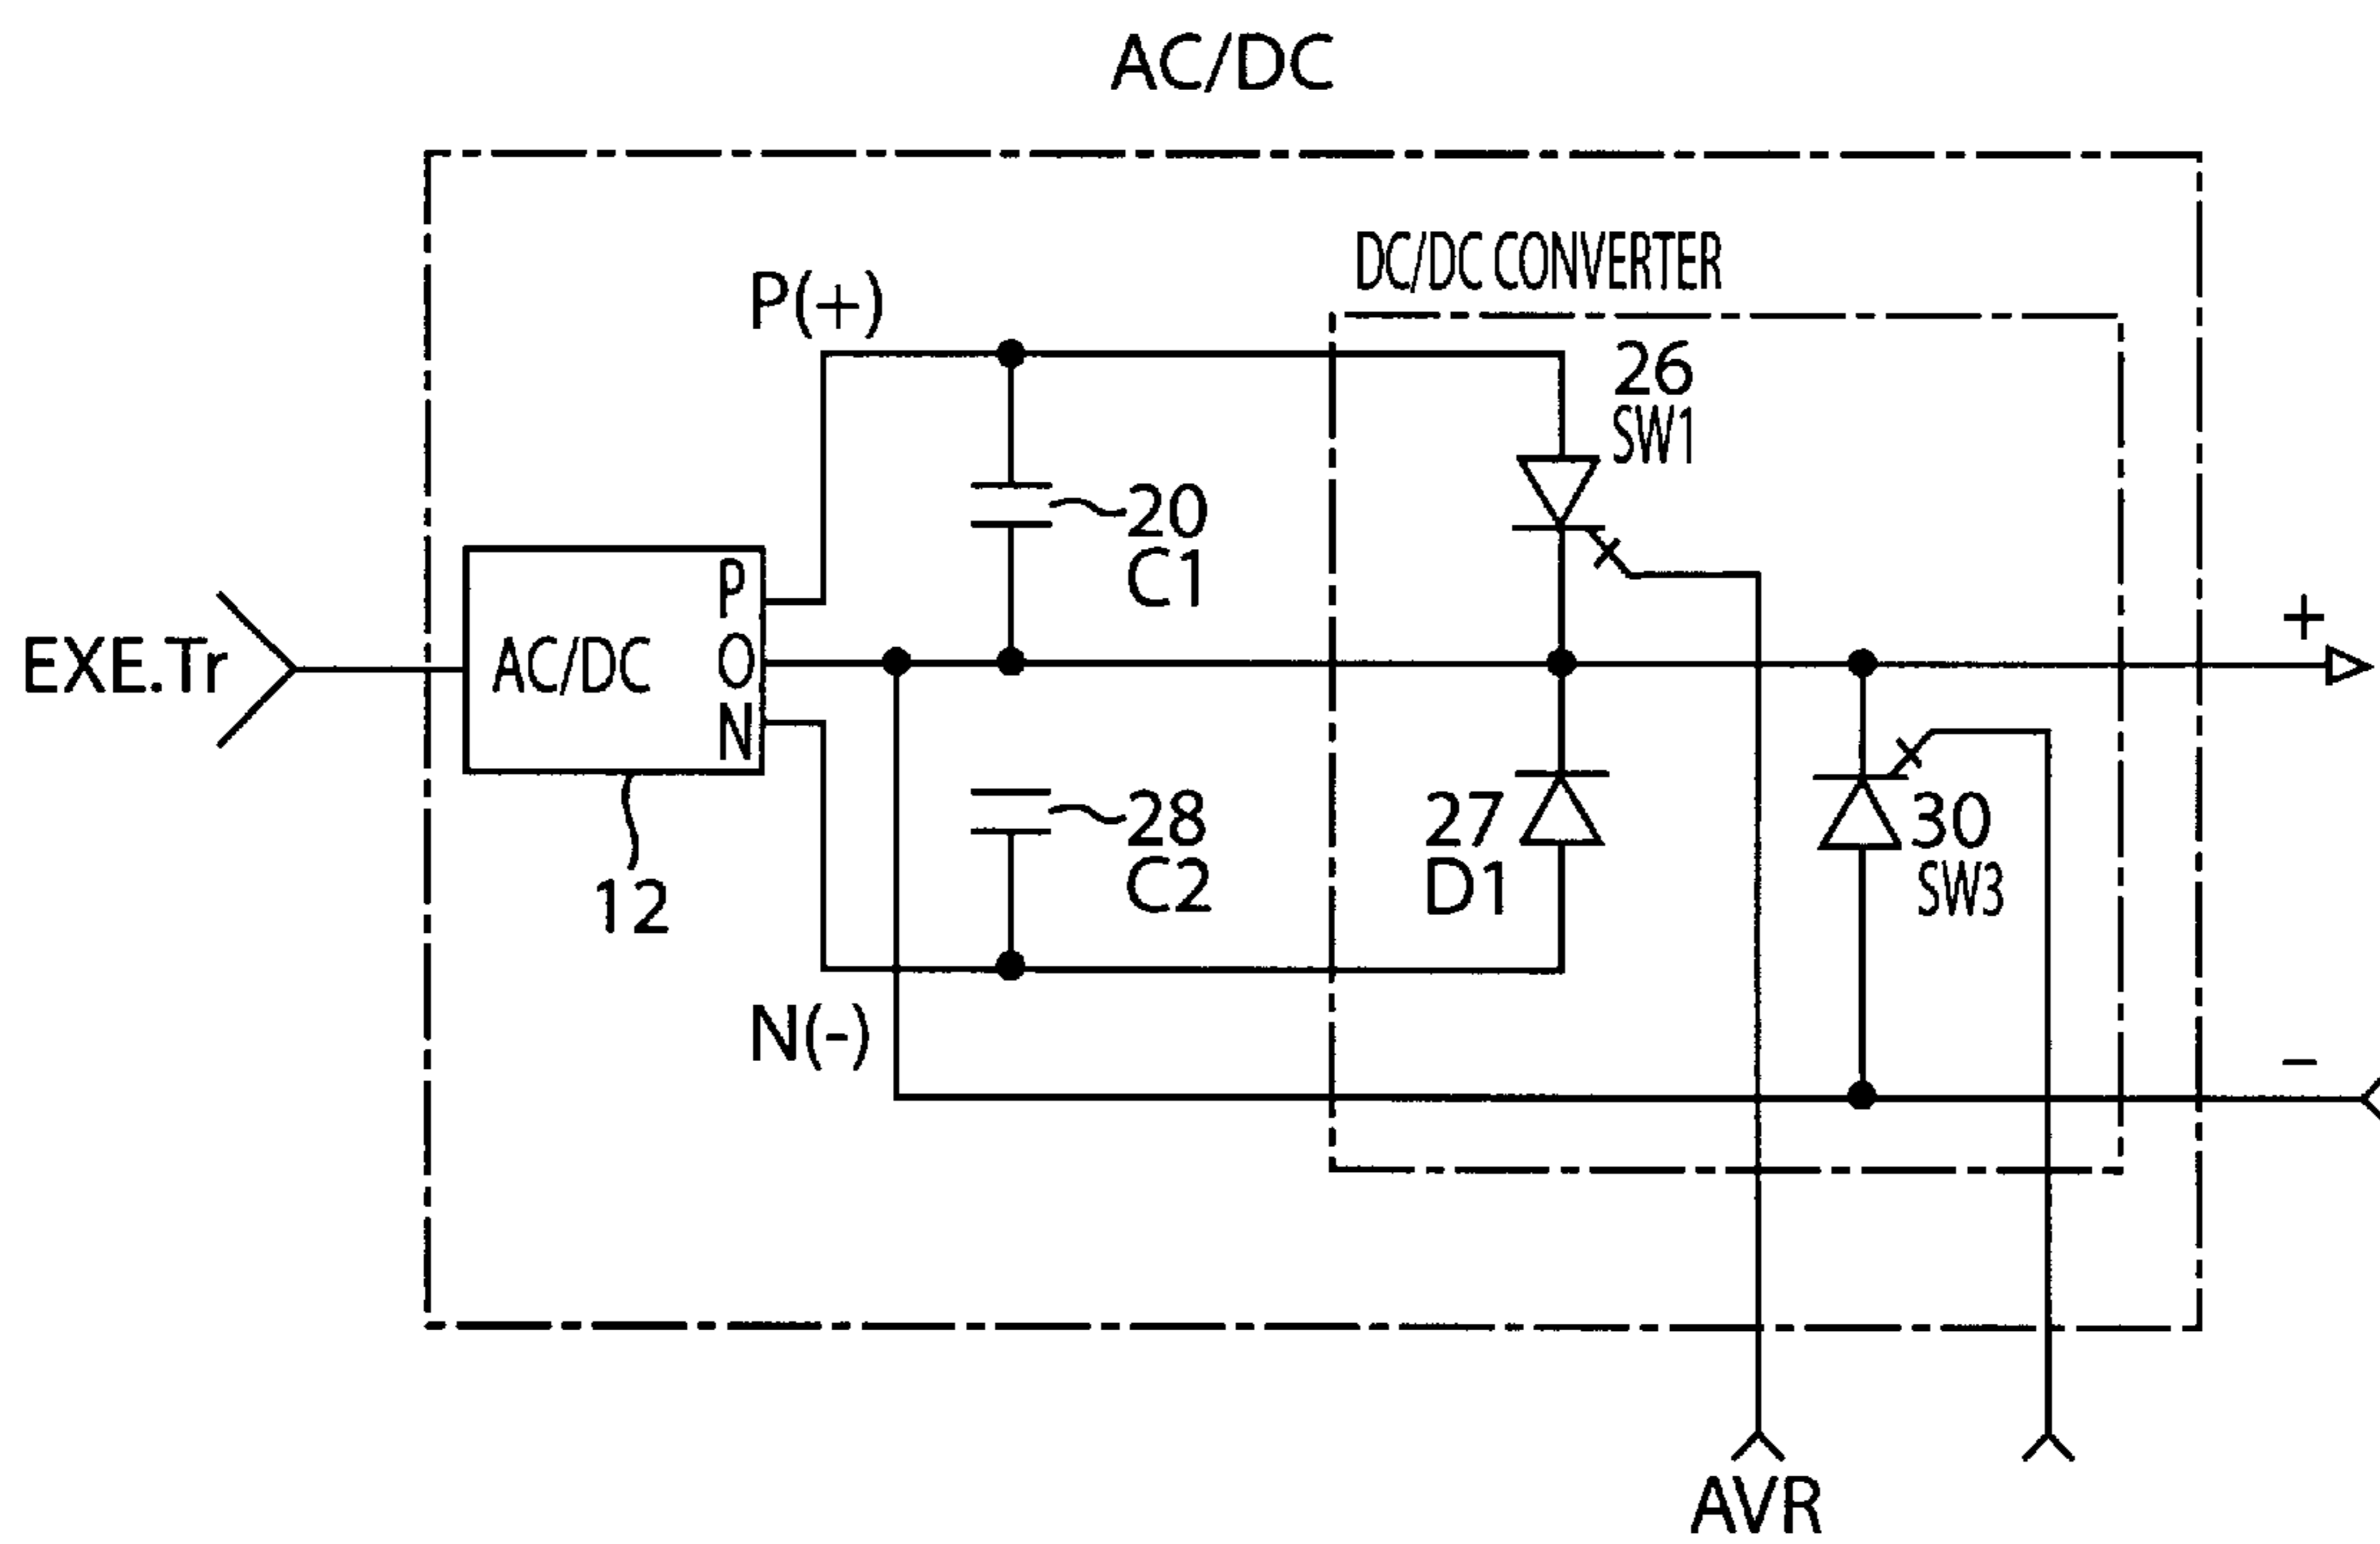 AC/DC
DC/DC CONVERTER
P(+)
26
SW1
20
C1
+
EXE.Tr
AC/DC
P
O
N
28
C2
27
D1
30
SW3
12
N(-)
−
AVR